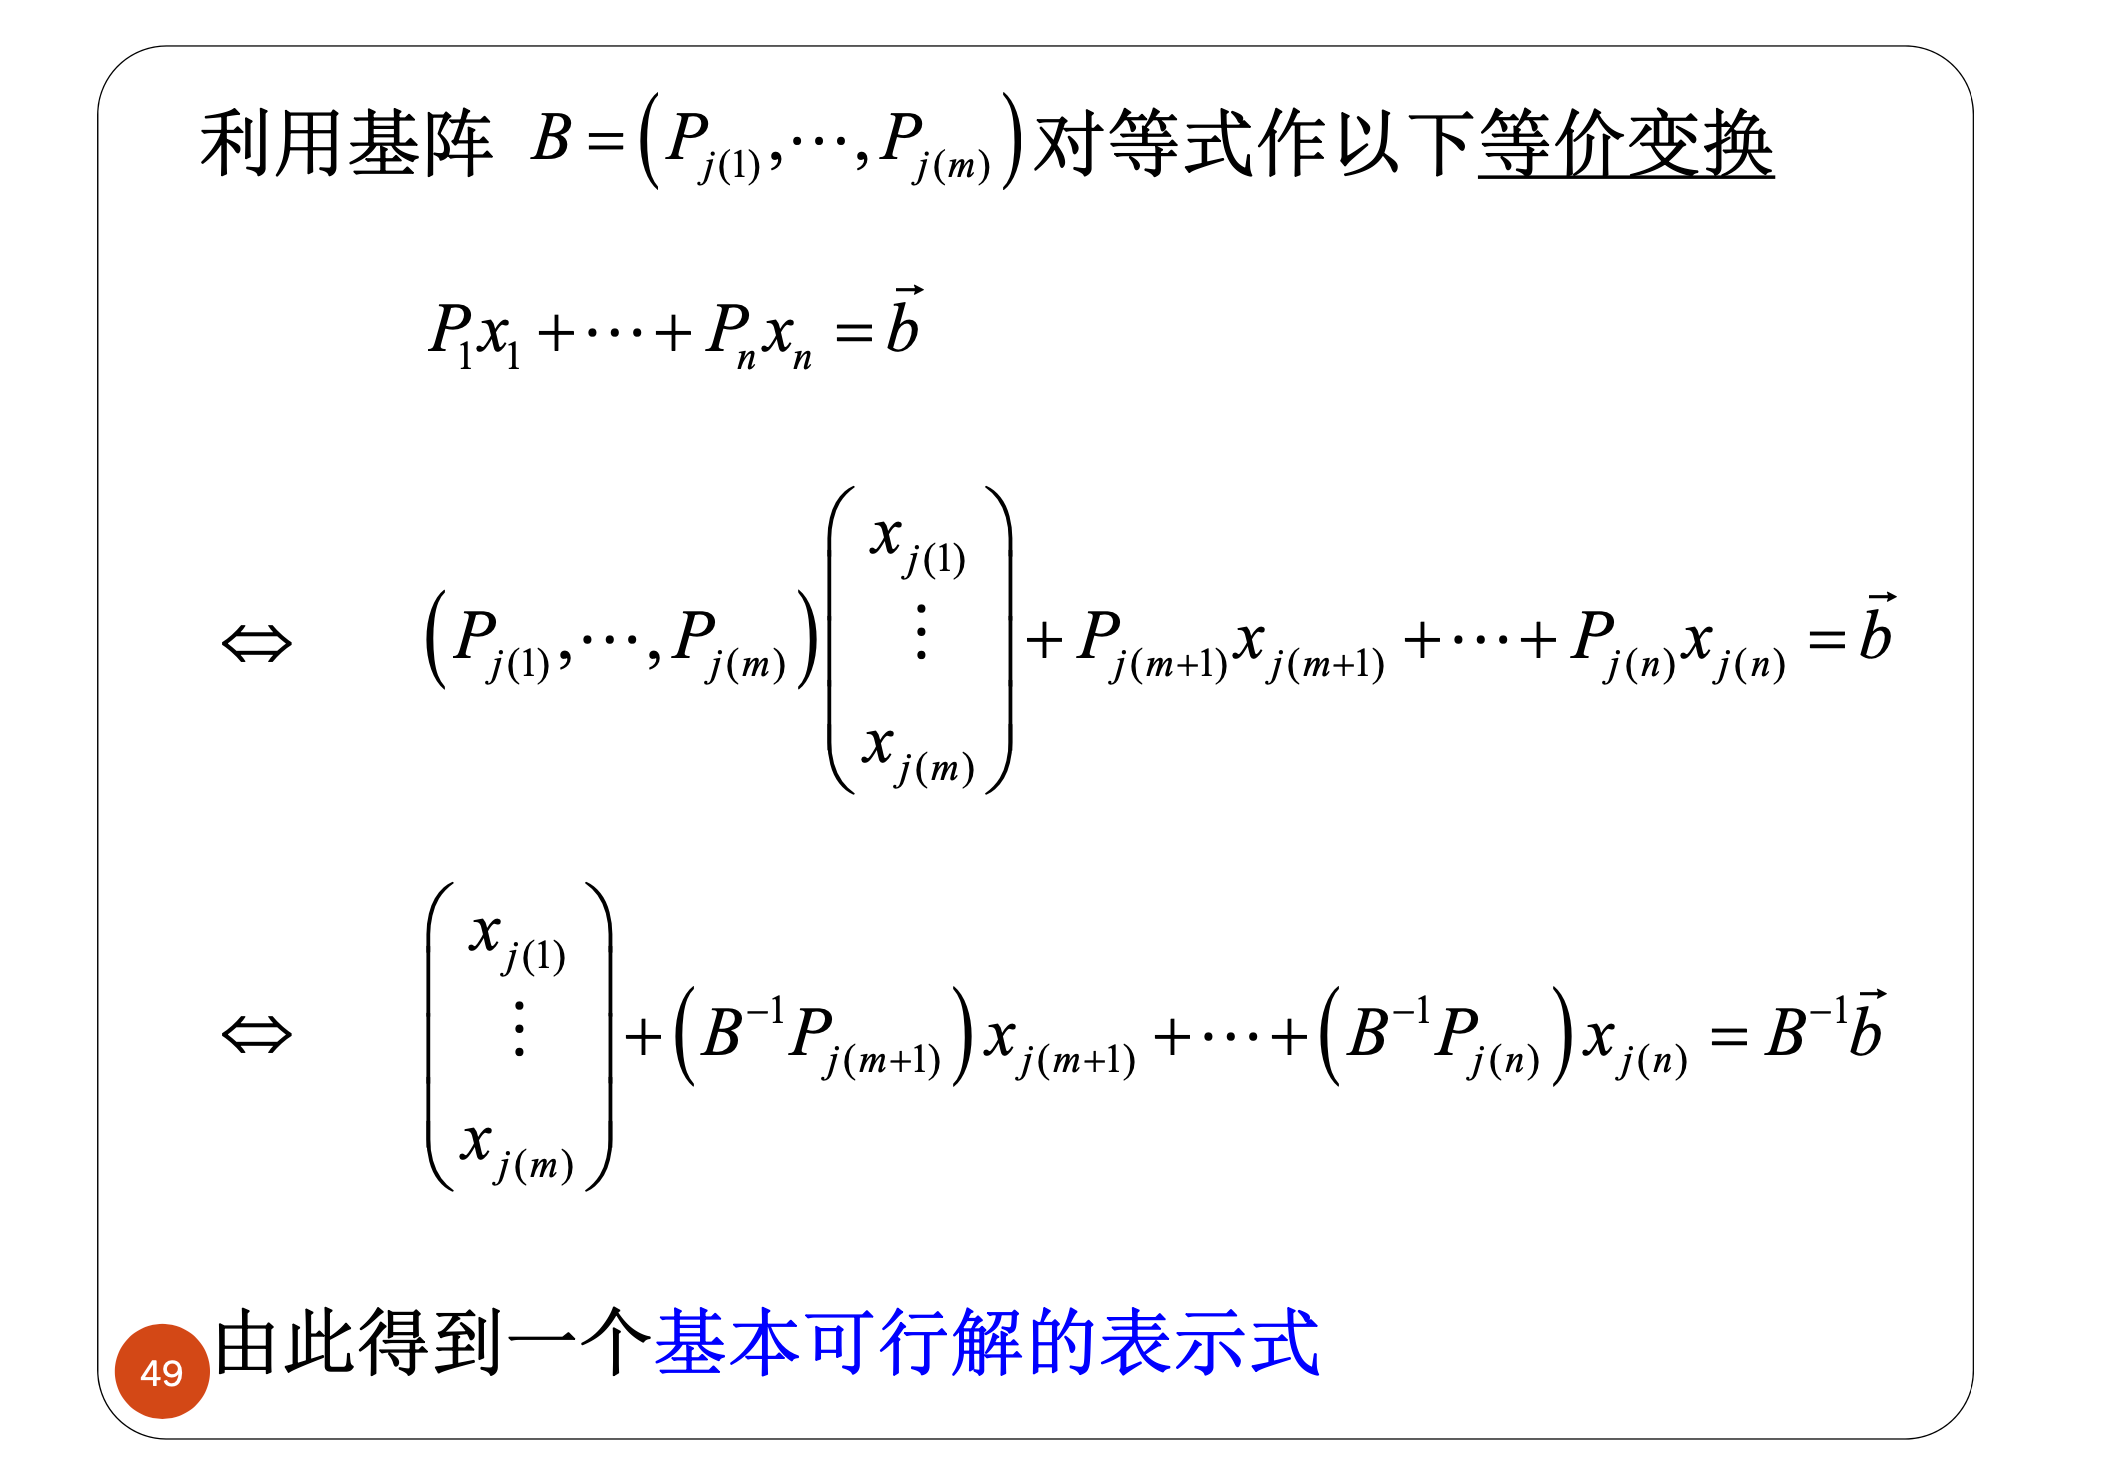 利用基阵 $B = \left( P_{j(1)}, \cdots, P_{j(m)} \right)$ 对等式作以下等价变换
$P_1 x_1 + \cdots + P_n x_n = \vec{b}$
$\Leftrightarrow \left( P_{j(1)}, \cdots, P_{j(m)} \right) \begin{pmatrix} x_{j(1)} \\ \vdots \\ x_{j(m)} \end{pmatrix} + P_{j(m+1)} x_{j(m+1)} + \cdots + P_{j(n)} x_{j(n)} = \vec{b}$
$\Leftrightarrow \begin{pmatrix} x_{j(1)} \\ \vdots \\ x_{j(m)} \end{pmatrix} + \left( B^{-1} P_{j(m+1)} \right) x_{j(m+1)} + \cdots + \left( B^{-1} P_{j(n)} \right) x_{j(n)} = B^{-1} \vec{b}$
由此得到一个基本可行解的表示式
49